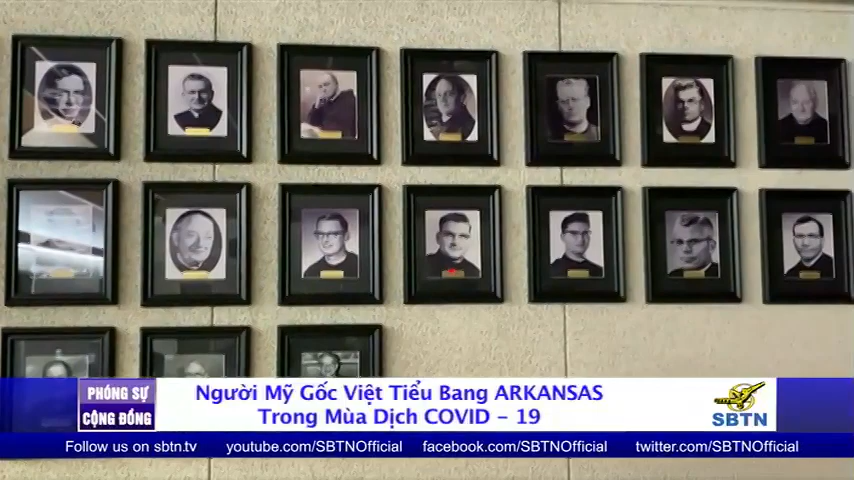 PHÓNG SỰ
CỘNG ĐỒNG
Người Mỹ Gốc Việt Tiểu Bang ARKANSAS
Trong Mùa Dịch COVID - 19
SBTN
Follow us on sbtn.tv
youtube.com/SBTNOfficial
facebook.com/SBTNOfficial
twitter.com/SBTNOfficial